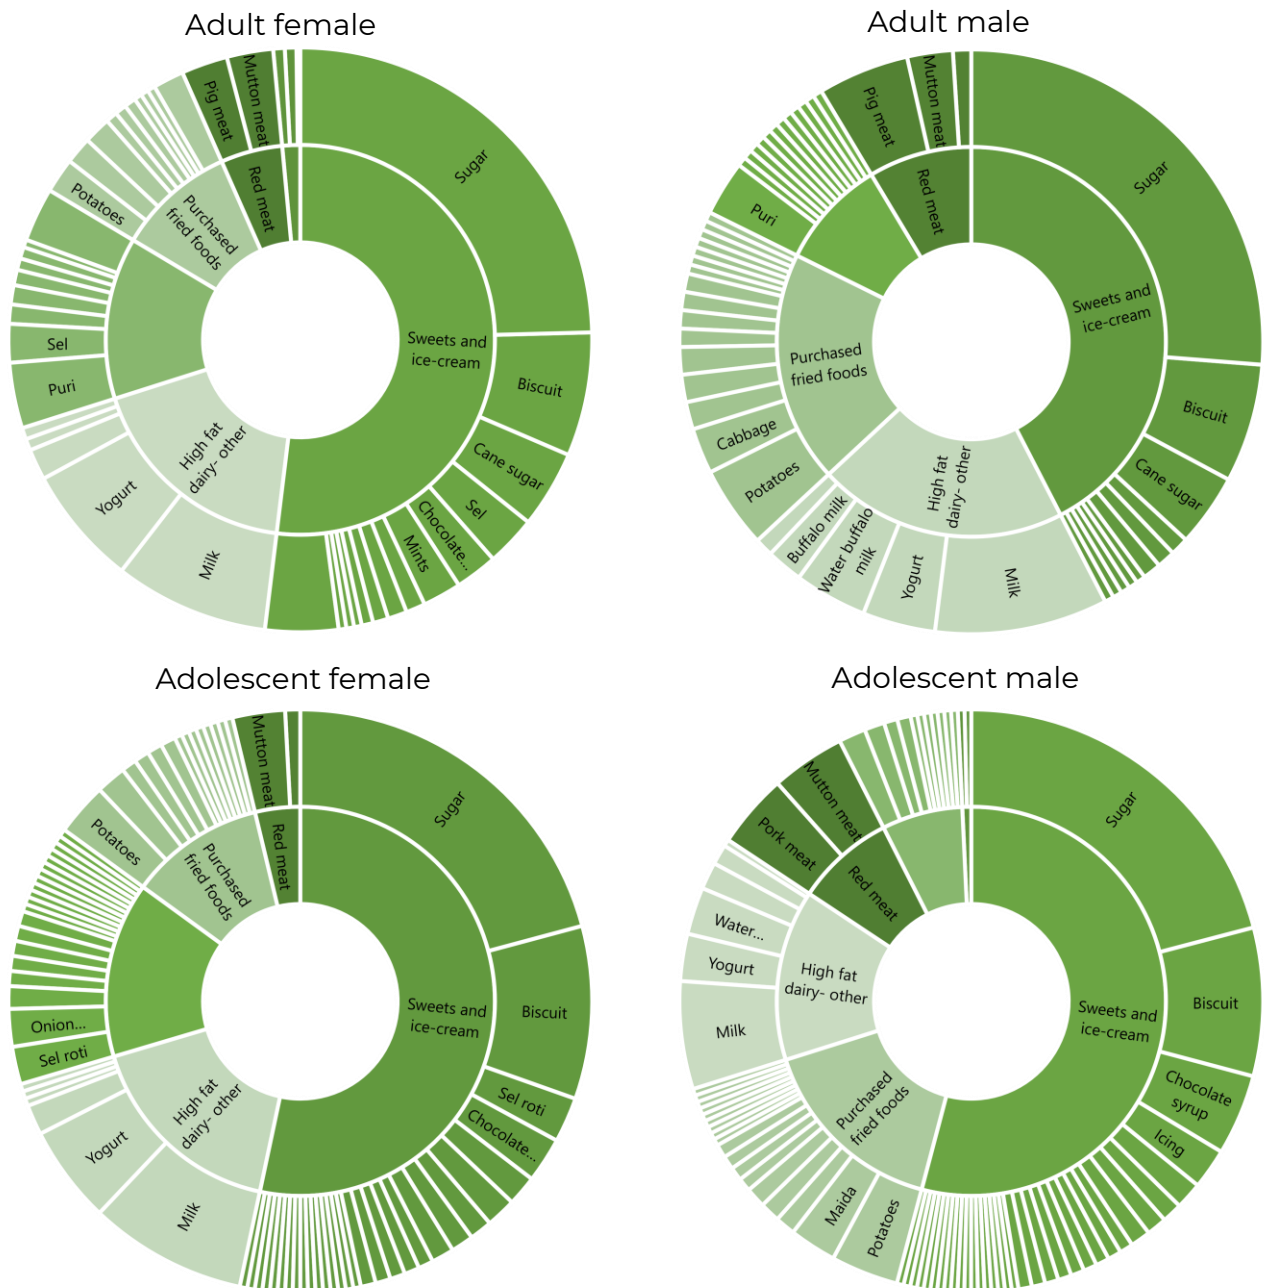 Adult female
Sugar
Biscuit
Cane sugar
Sel
Chocolate...
Mints
Milk
Yogurt
Puri
Sel
Potatoes
Pig meat
Mutton meat
Sweets and
ice-cream
High fat
dairy- other
Purchased
fried foods
Red meat
Adult male
Sugar
Biscuit
Cane sugar
Milk
Yogurt
Water buffalo
milk
Buffalo milk
Potatoes
Cabbage
Puri
Pig meat
Mutton meat
Sweets and
ice-cream
High fat
dairy- other
Purchased
fried foods
Red meat
Adolescent female
Sugar
Biscuit
Sel roti
Chocolate...
Milk
Yogurt
Sel roti
Onion...
Potatoes
Mutton meat
Sweets and
ice-cream
High fat
dairy- other
Purchased
fried foods
Red meat
Adolescent male
Sugar
Biscuit
Chocolate
syrup
Icing
Potatoes
Maida
Milk
Yogurt
Water...
Pork meat
Mutton meat
Sweets and
ice-cream
Purchased
fried foods
High fat
dairy- other
Red meat